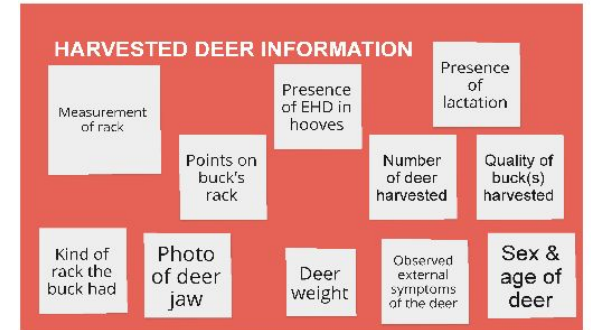 HARVESTED DEER INFORMATION
Measurement
of rack
Presence
of EHD in
hooves
Presence
of
lactation
Points on
buck's
rack
Number
of deer
harvested
Quality of
buck(s)
harvested
Kind of
rack the
buck had
Photo
of deer
jaw
Deer
weight
Observed
external
symptoms
of the deer
Sex &
age of
deer